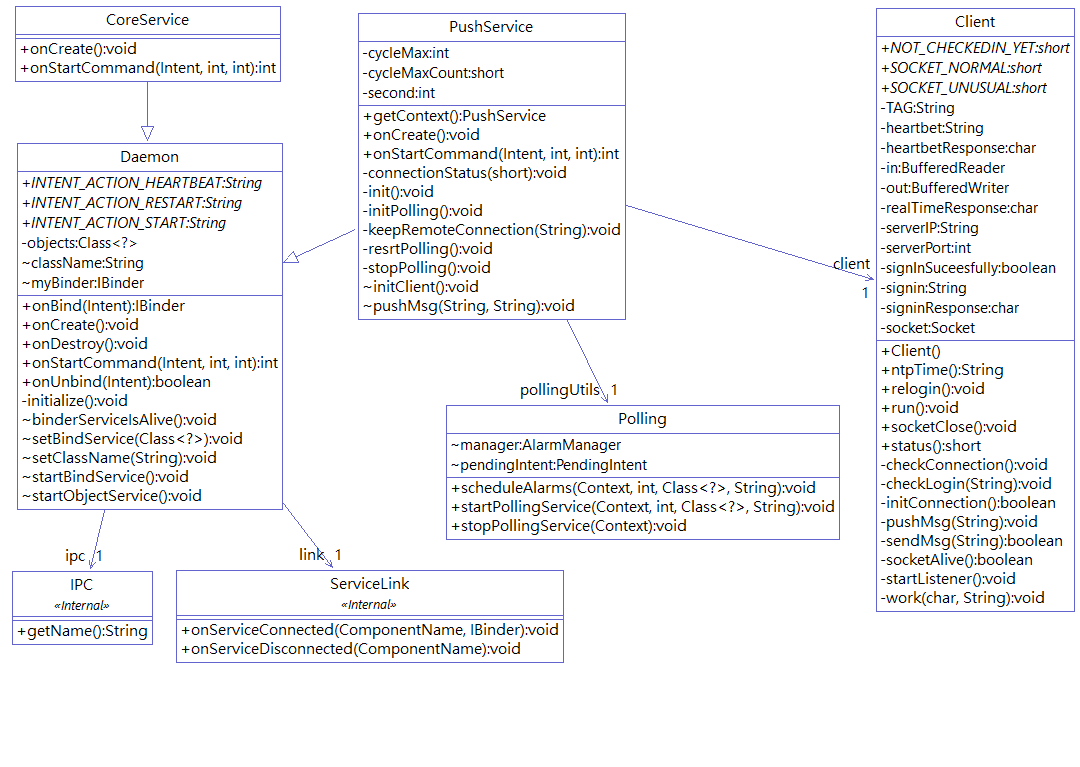 CoreService
+onCreate():void
+onStartCommand(Intent, int, int):int
Daemon
+INTENT_ACTION_HEARTBEAT:String
+INTENT_ACTION_RESTART:String
+INTENT_ACTION_START:String
-objects:Class<?>
~className:String
~myBinder:IBinder
+onBind(Intent):IBinder
+onCreate():void
+onDestroy():void
+onStartCommand(Intent, int, int):int
+onUnbind(Intent):boolean
-initialize():void
~binderServiceIsAlive():void
~setBindService(Class<?>):void
~setClassName(String):void
~startBindService():void
~startObjectService():void
ipc 1
link 1
IPC
«Internal»
+getName():String
ServiceLink
«Internal»
+onServiceConnected(ComponentName, IBinder):void
+onServiceDisconnected(ComponentName):void
PushService
-cycleMax:int
-cycleMaxCount:short
-second:int
+getContext():PushService
+onCreate():void
+onStartCommand(Intent, int, int):int
-connectionStatus(short):void
-init():void
-initPolling():void
-keepRemoteConnection(String):void
-resrtPolling():void
-stopPolling():void
~initClient():void
~pushMsg(String, String):void
pollingUtils 1
Polling
~manager:AlarmManager
~pendingIntent:PendingIntent
+scheduleAlarms(Context, int, Class<?>, String):void
+startPollingService(Context, int, Class<?>, String):void
+stopPollingService(Context):void
client
1
Client
+NOT_CHECKEDIN_YET:short
+SOCKET_NORMAL:short
+SOCKET_UNUSUAL:short
-TAG:String
-heartbet:String
-heartbetResponse:char
-in:BufferedReader
-out:BufferedWriter
-realTimeResponse:char
-serverIP:String
-serverPort:int
-signInSuceesfully:boolean
-signin:String
-signinResponse:char
-socket:Socket
+Client()
+ntpTime():String
+relogin():void
+run():void
+socketClose():void
+status():short
-checkConnection():void
-checkLogin(String):void
-initConnection():boolean
-pushMsg(String):void
-sendMsg(String):boolean
-socketAlive():boolean
-startListener():void
-work(char, String):void